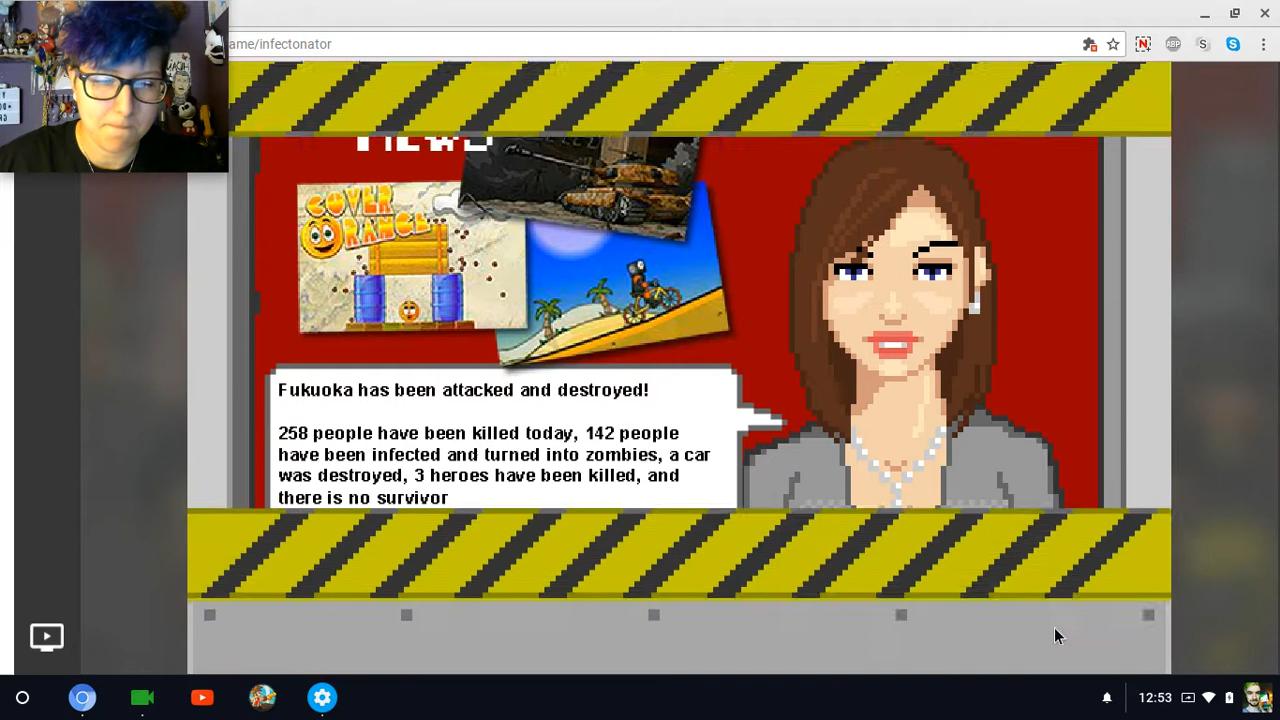 ame/infectonator
N
ABP
S
NEWS
COVER
ORANGE
Fukuoka has been attacked and destroyed!
258 people have been killed today, 142 people
have been infected and turned into zombies, a car
was destroyed, 3 heroes have been killed, and
there is no survivor
12:53